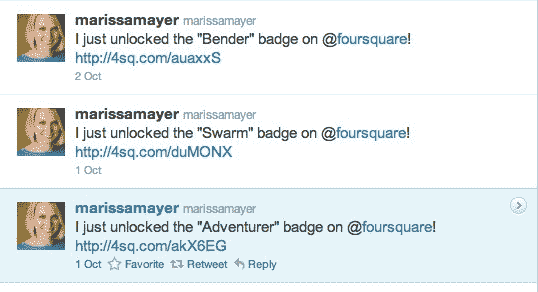 marissamayer marissamayer
I just unlocked the "Bender" badge on @foursquare!
http://4sq.com/auaxxS
2 Oct
marissamayer marissamayer
I just unlocked the "Swarm" badge on @foursquare!
http://4sq.com/duMONX
1 Oct
marissamayer marissamayer
I just unlocked the "Adventurer" badge on @foursquare!
http://4sq.com/akX6EG
1 Oct Favorite Retweet Reply